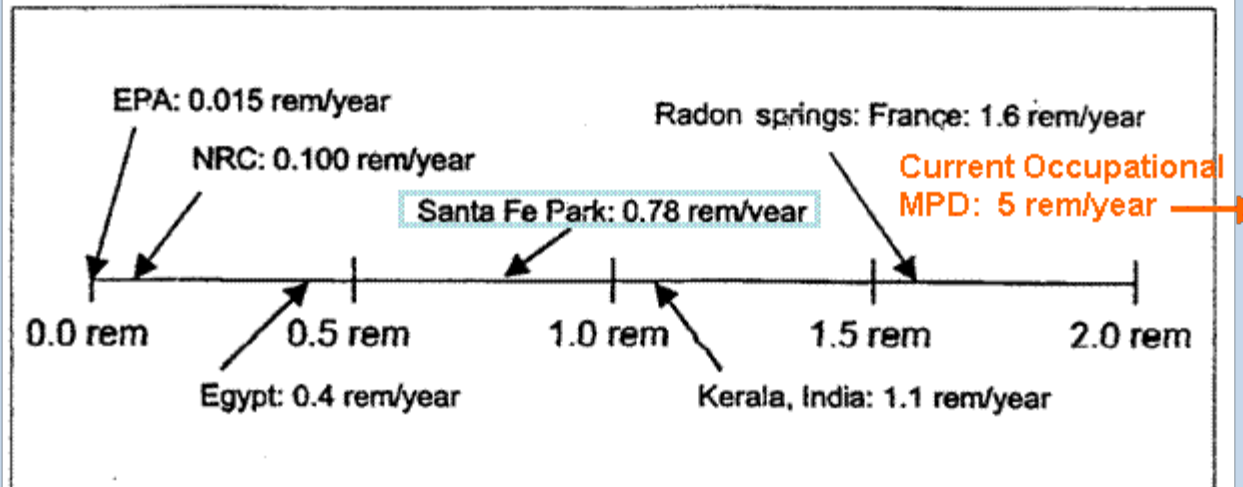 EPA: 0.015 rem/year
NRC: 0.100 rem/year
Radon springs: France: 1.6 rem/year
Current Occupational
MPD: 5 rem/year
Santa Fe Park: 0.78 rem/year
0.0 rem 0.5 rem 1.0 rem 1.5 rem 2.0 rem
Egypt: 0.4 rem/year
Kerala, India: 1.1 rem/year